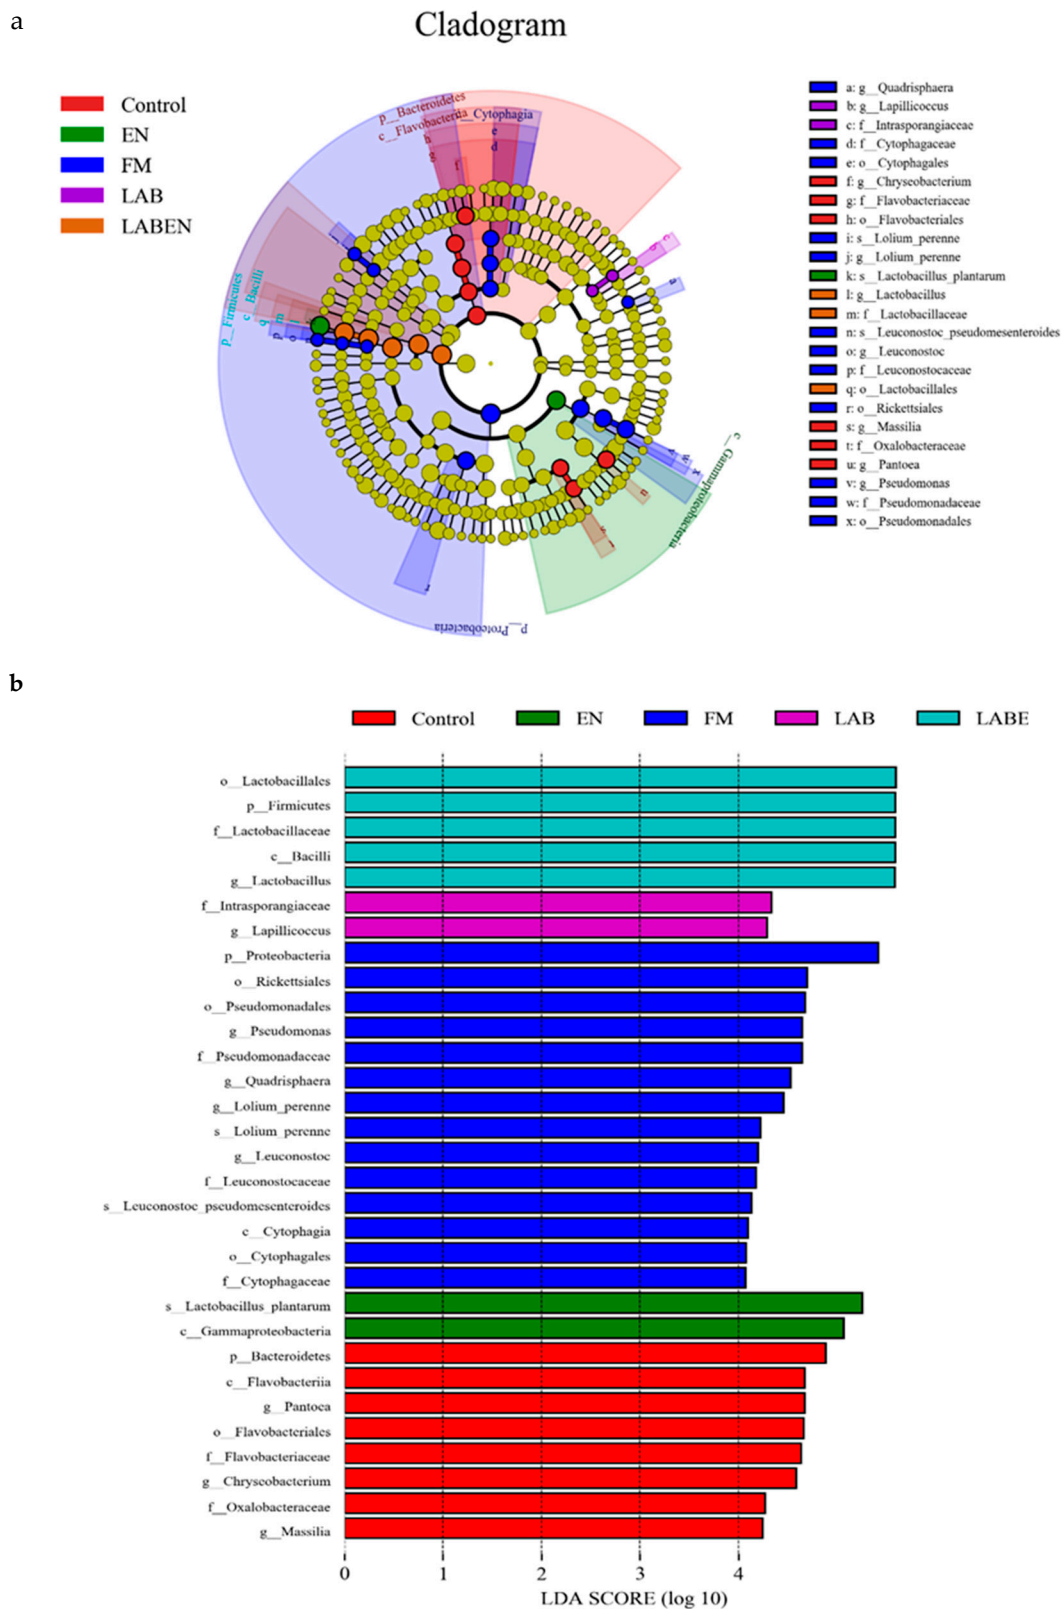 a
Cladogram
Control
EN
FM
LAB
LABEN
p__Bacteroidetes
c__Flavobacteriia
__Cytophagia
h
g
f
e
d
c
b
a
p__Firmicutes
c__Bacilli
q
m
l
p
o
r
s
t
u
v
w
x
c__Gammaproteobacteria
p__Proteobacteria
a: g__Quadrisphaera
b: g__Lapillicoccus
c: f__Intrasporangiaceae
d: f__Cytophagaceae
e: o__Cytophagales
f: g__Chryseobacterium
g: f__Flavobacteriaceae
h: o__Flavobacteriales
i: s__Lolium_perenne
j: g__Lolium_perenne
k: s__Lactobacillus_plantarum
l: g__Lactobacillus
m: f__Lactobacillaceae
n: s__Leuconostoc_pseudomesenteroides
o: g__Leuconostoc
p: f__Leuconostocaceae
q: o__Lactobacillales
r: o__Rickettsiales
s: g__Massilia
t: f__Oxalobacteraceae
u: g__Pantoea
v: g__Pseudomonas
w: f__Pseudomonadaceae
x: o__Pseudomonadales
b
Control
EN
FM
LAB
LABE
o__Lactobacillales
p__Firmicutes
f__Lactobacillaceae
c__Bacilli
g__Lactobacillus
f__Intrasporangiaceae
g__Lapillicoccus
p__Proteobacteria
o__Rickettsiales
o__Pseudomonadales
g__Pseudomonas
f__Pseudomonadaceae
g__Quadrisphaera
g__Lolium_perenne
s__Lolium_perenne
g__Leuconostoc
f__Leuconostocaceae
s__Leuconostoc_pseudomesenteroides
c__Cytophagia
o__Cytophagales
f__Cytophagaceae
s__Lactobacillus_plantarum
c__Gammaproteobacteria
p__Bacteroidetes
c__Flavobacteriia
g__Pantoea
o__Flavobacteriales
f__Flavobacteriaceae
g__Chryseobacterium
f__Oxalobacteraceae
g__Massilia
0
1
2
3
4
LDA SCORE (log 10)